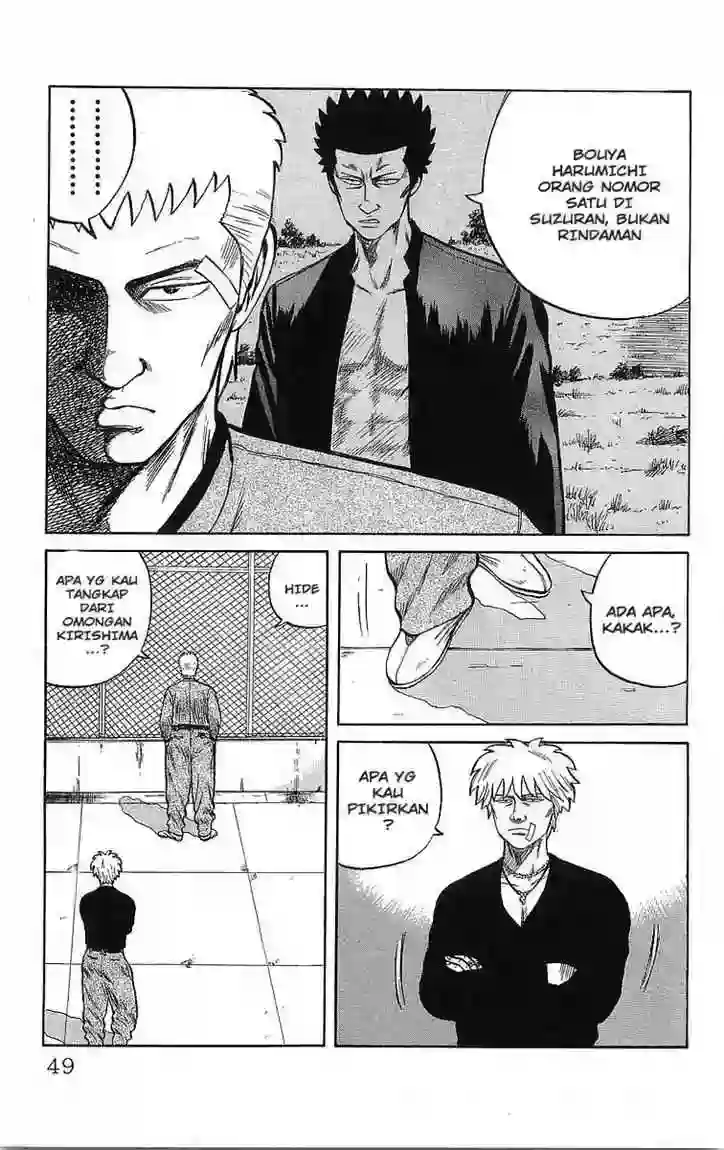 BOUYA
HARUMICHI
ORANG NOMOR
SATU DI
SUZURAN, BUKAN
RINDAMAN
..........
..........
ADA APA,
KAKAK...?
HIDE
...
APA YG KAU
TANGKAP
DARI
OMONGAN
KIRISHIMA
...?
APA YG
KAU
PIKIRKAN
?
49